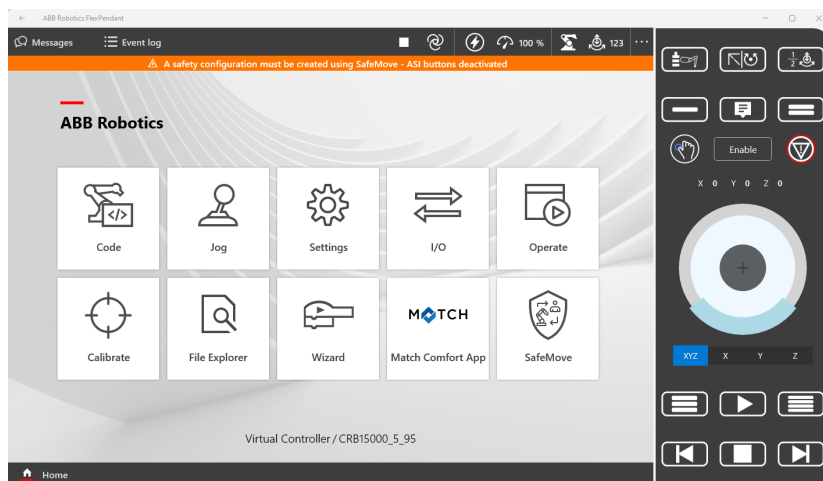 ABB Robotics FlexPendant
Messages
Event log
100 %
123
A safety configuration must be created using SafeMove - ASI buttons deactivated
ABB Robotics
Code
Jog
Settings
I/O
Operate
Calibrate
File Explorer
Wizard
MATCH
Match Comfort App
SafeMove
Virtual Controller / CRB15000_5_95
Home
1
2
Enable
X 0 Y 0 Z 0
XYZ X Y Z